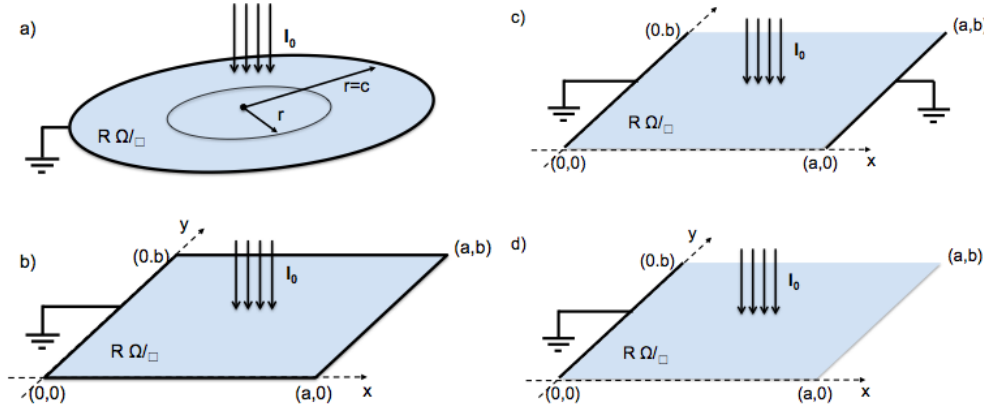 a)
I₀
r=c
r
R Ω/□
b)
y
(0.b)
(a,b)
I₀
R Ω/□
(0,0)
(a,0)
x
c)
(0.b)
(a,b)
I₀
R Ω/□
(0,0)
(a,0)
x
d)
y
(0.b)
(a,b)
I₀
R Ω/□
(0,0)
(a,0)
x